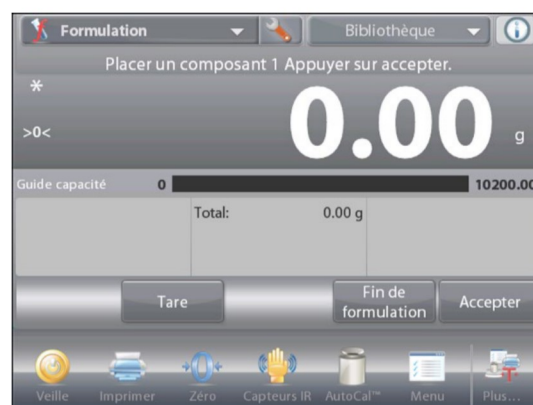 Formulation
Bibliothèque
Placer un composant 1 Appuyer sur accepter.
*
>0<
0.00 g
Guide capacité 0 10200.00
Total: 0.00 g
Tare
Fin de
formulation
Accepter
Veille Imprimer Zéro Capteurs IR AutoCal™ Menu Plus...